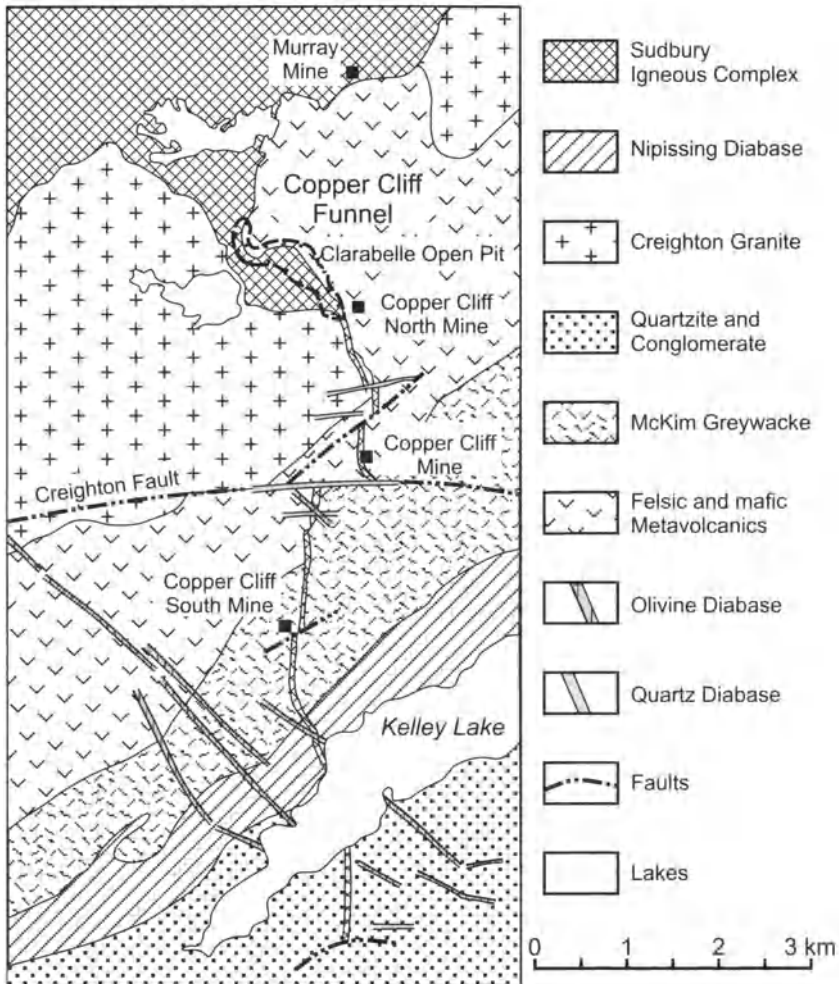 Murray
Mine
Copper Cliff
Funnel
Clarabelle Open Pit
Copper Cliff
North Mine
Copper Cliff
Mine
Creighton Fault
Copper Cliff
South Mine
Kelley Lake
Sudbury
Igneous Complex
Nipissing Diabase
Creighton Granite
Quartzite and
Conglomerate
McKim Greywacke
Felsic and mafic
Metavolcanics
Olivine Diabase
Quartz Diabase
Faults
Lakes
0 1 2 3 km